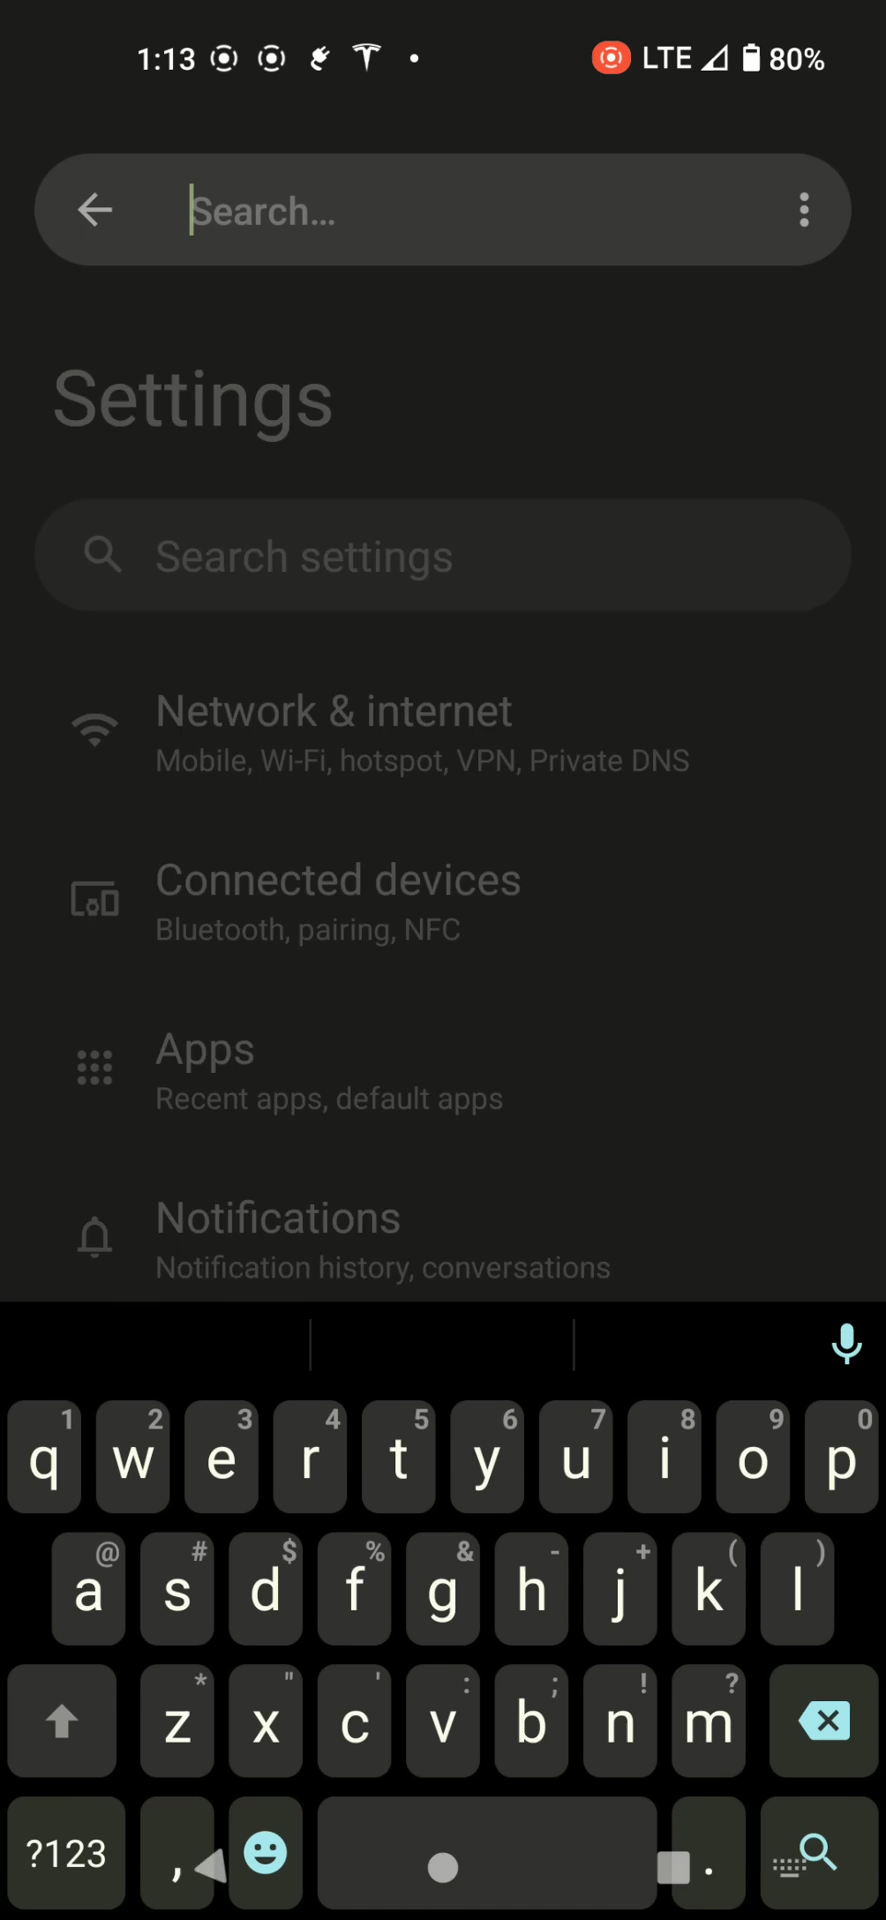 1:13 LTE 80%
Search...
Settings
Search settings
Network & internet
Mobile, Wi-Fi, hotspot, VPN, Private DNS
Connected devices
Bluetooth, pairing, NFC
Apps
Recent apps, default apps
Notifications
Notification history, conversations
1 2 3 4 5 6 7 8 9 0
q w e r t y u i o p
@ # $ % & - + ( )
a s d f g h j k l
* " ' : ; ! ?
z x c v b n m
?123 , .